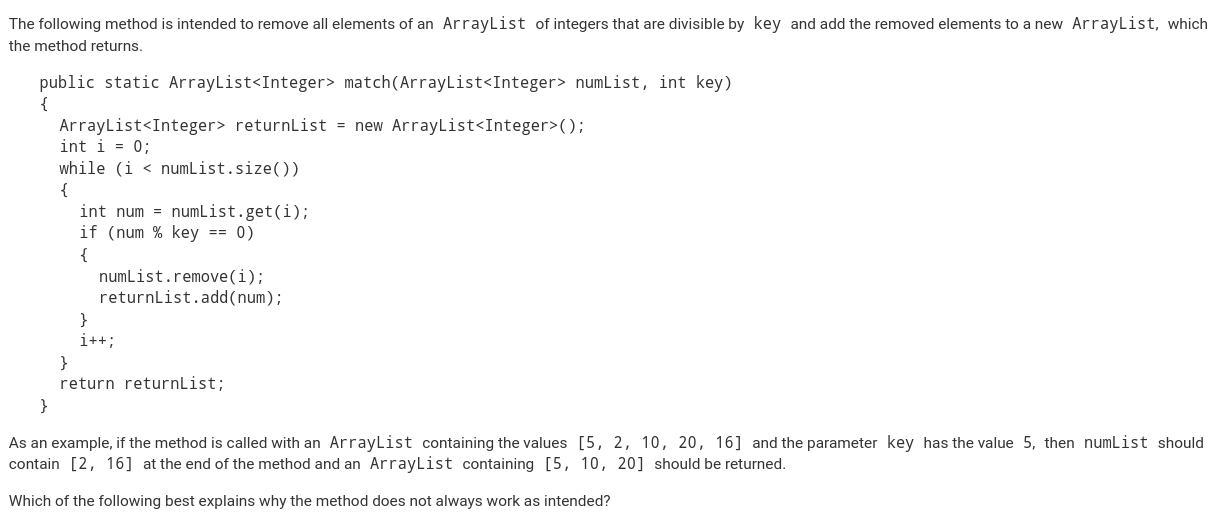 The following method is intended to remove all elements of an ArrayList of integers that are divisible by key and add the removed elements to a new ArrayList, which
the method returns.
public static ArrayList<Integer> match(ArrayList<Integer> numList, int key)
{
ArrayList<Integer> returnList = new ArrayList<Integer>();
int i = 0;
while (i < numList.size())
{
int num = numList.get(i);
if (num % key == 0)
{
numList.remove(i);
returnList.add(num);
}
i++;
}
return returnList;
}
As an example, if the method is called with an ArrayList containing the values [5, 2, 10, 20, 16] and the parameter key has the value 5, then numList should
contain [2, 16] at the end of the method and an ArrayList containing [5, 10, 20] should be returned.
Which of the following best explains why the method does not always work as intended?